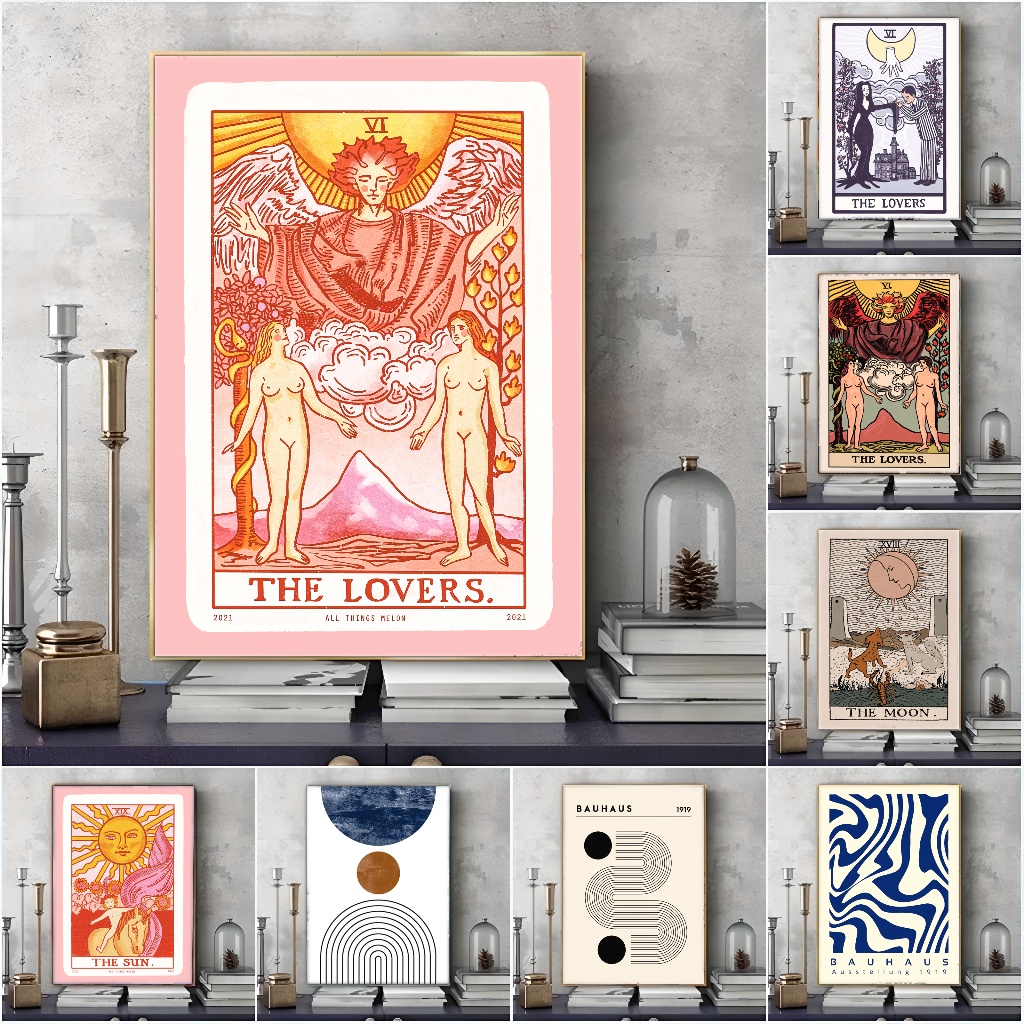 VI
THE LOVERS.
2021 ALL THINGS MELON 2021
VI
THE LOVERS
VI
THE LOVERS.
XVIII
THE MOON.
XIX
THE SUN.
BAUHAUS 1919
BAUHAUS
Ausstellung 1919